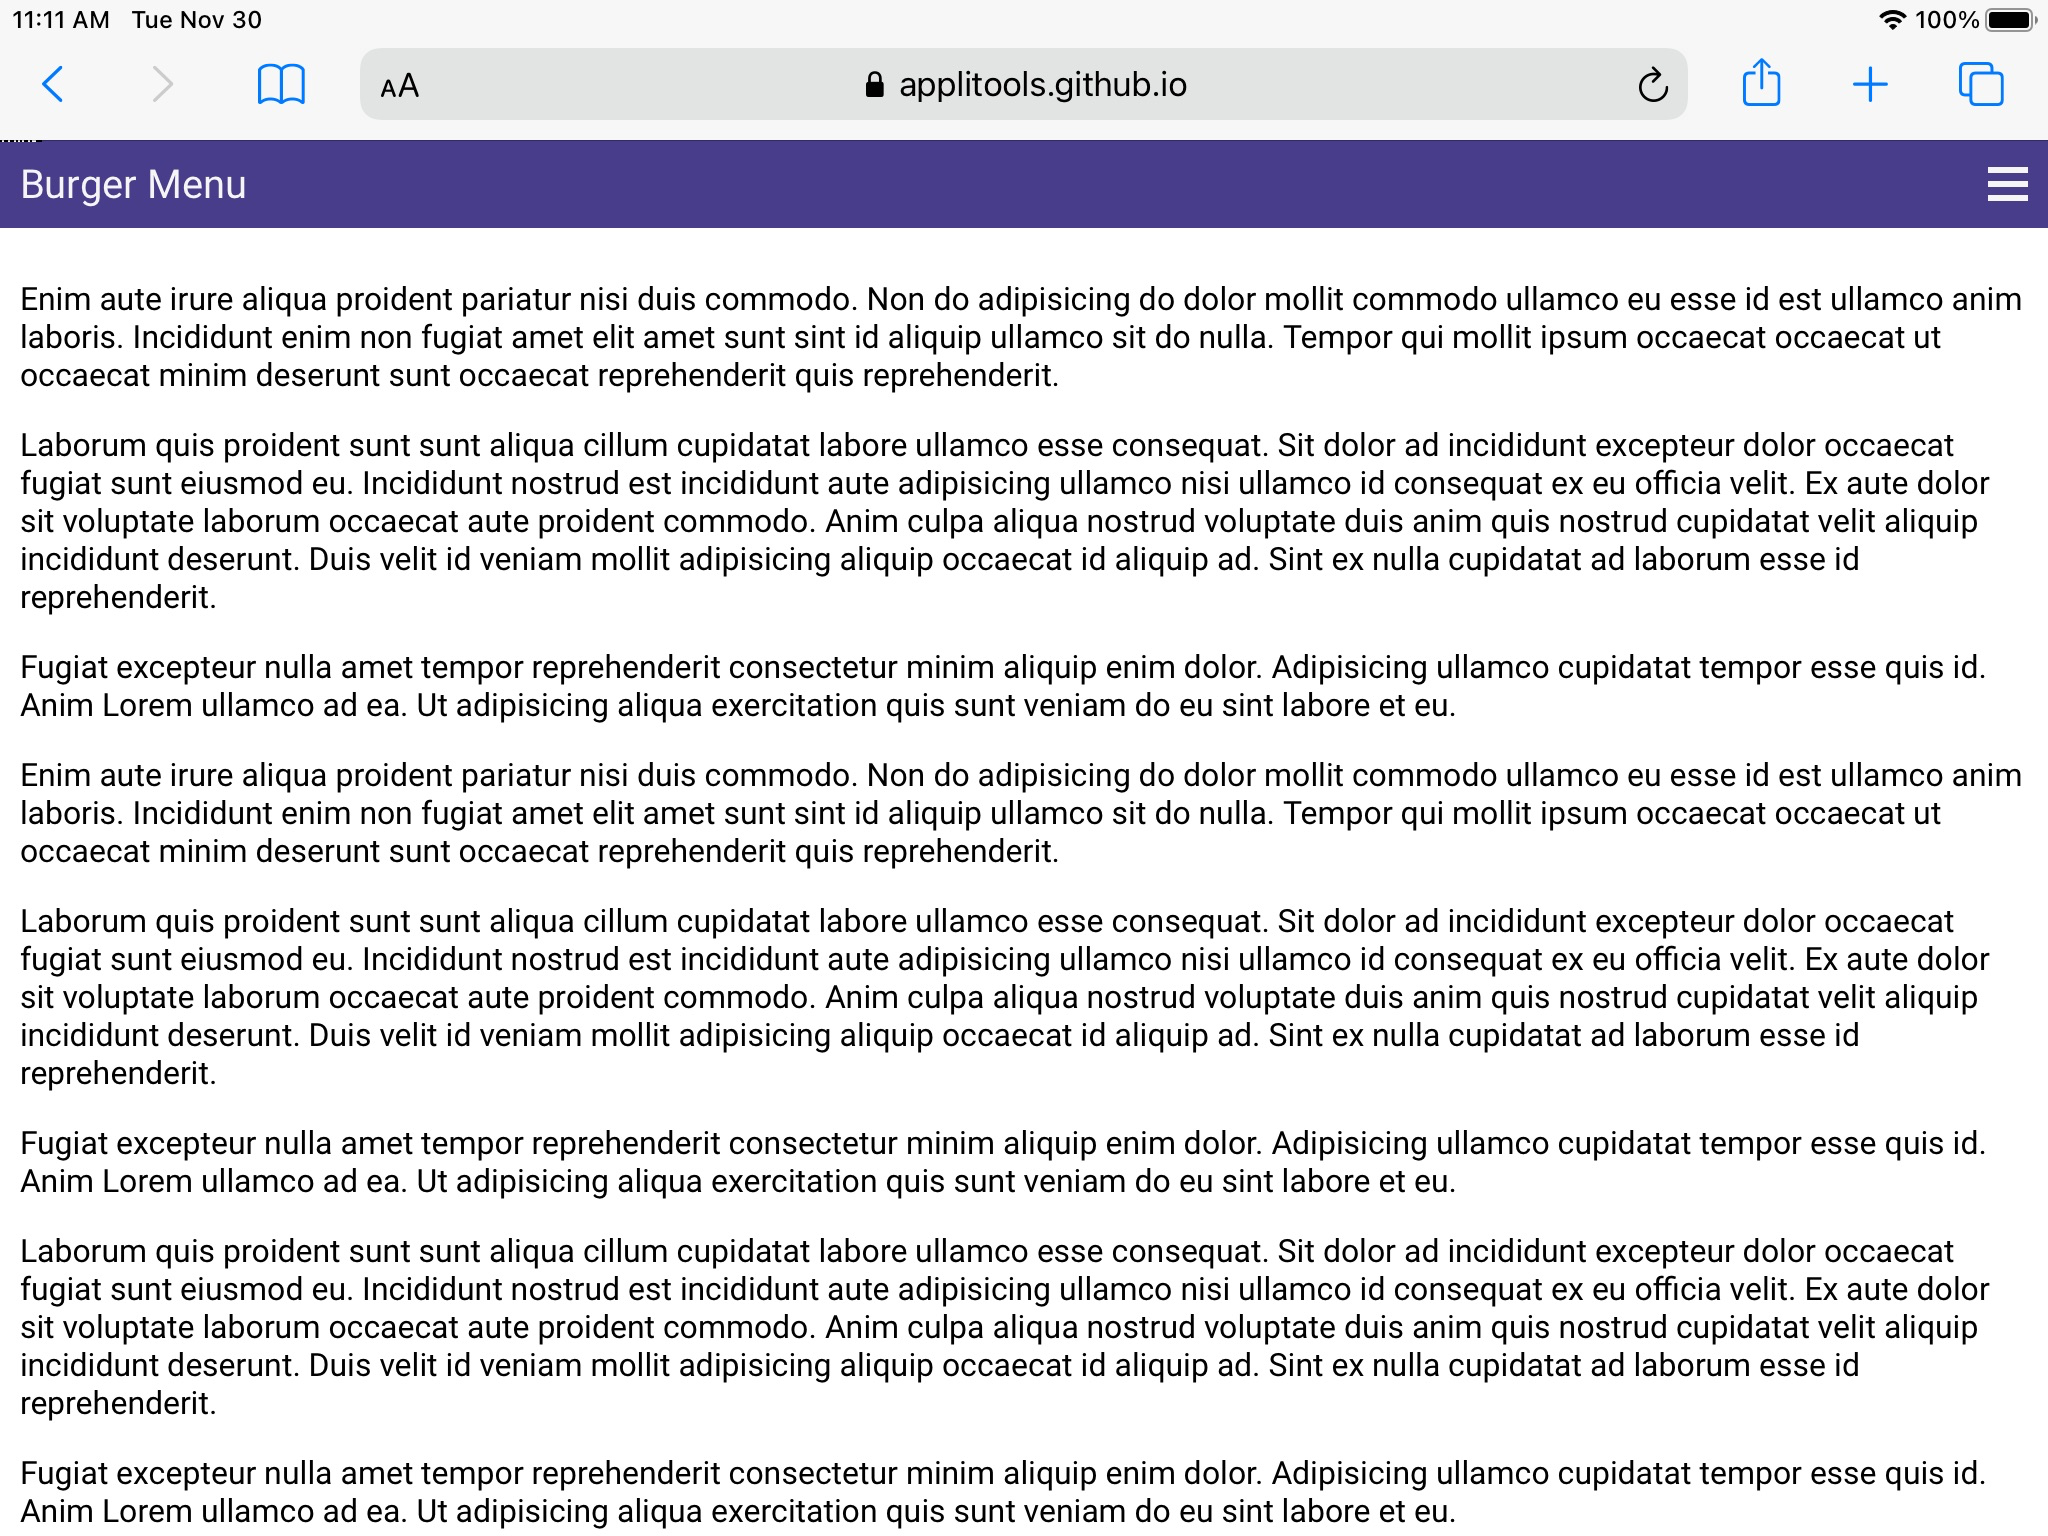 11:11 AM Tue Nov 30 100%
AA applitools.github.io
Burger Menu
Enim aute irure aliqua proident pariatur nisi duis commodo. Non do adipisicing do dolor mollit commodo ullamco eu esse id est ullamco anim
laboris. Incididunt enim non fugiat amet elit amet sunt sint id aliquip ullamco sit do nulla. Tempor qui mollit ipsum occaecat occaecat ut
occaecat minim deserunt sunt occaecat reprehenderit quis reprehenderit.
Laborum quis proident sunt sunt aliqua cillum cupidatat labore ullamco esse consequat. Sit dolor ad incididunt excepteur dolor occaecat
fugiat sunt eiusmod eu. Incididunt nostrud est incididunt aute adipisicing ullamco nisi ullamco id consequat ex eu officia velit. Ex aute dolor
sit voluptate laborum occaecat aute proident commodo. Anim culpa aliqua nostrud voluptate duis anim quis nostrud cupidatat velit aliquip
incididunt deserunt. Duis velit id veniam mollit adipisicing aliquip occaecat id aliquip ad. Sint ex nulla cupidatat ad laborum esse id
reprehenderit.
Fugiat excepteur nulla amet tempor reprehenderit consectetur minim aliquip enim dolor. Adipisicing ullamco cupidatat tempor esse quis id.
Anim Lorem ullamco ad ea. Ut adipisicing aliqua exercitation quis sunt veniam do eu sint labore et eu.
Enim aute irure aliqua proident pariatur nisi duis commodo. Non do adipisicing do dolor mollit commodo ullamco eu esse id est ullamco anim
laboris. Incididunt enim non fugiat amet elit amet sunt sint id aliquip ullamco sit do nulla. Tempor qui mollit ipsum occaecat occaecat ut
occaecat minim deserunt sunt occaecat reprehenderit quis reprehenderit.
Laborum quis proident sunt sunt aliqua cillum cupidatat labore ullamco esse consequat. Sit dolor ad incididunt excepteur dolor occaecat
fugiat sunt eiusmod eu. Incididunt nostrud est incididunt aute adipisicing ullamco nisi ullamco id consequat ex eu officia velit. Ex aute dolor
sit voluptate laborum occaecat aute proident commodo. Anim culpa aliqua nostrud voluptate duis anim quis nostrud cupidatat velit aliquip
incididunt deserunt. Duis velit id veniam mollit adipisicing aliquip occaecat id aliquip ad. Sint ex nulla cupidatat ad laborum esse id
reprehenderit.
Fugiat excepteur nulla amet tempor reprehenderit consectetur minim aliquip enim dolor. Adipisicing ullamco cupidatat tempor esse quis id.
Anim Lorem ullamco ad ea. Ut adipisicing aliqua exercitation quis sunt veniam do eu sint labore et eu.
Laborum quis proident sunt sunt aliqua cillum cupidatat labore ullamco esse consequat. Sit dolor ad incididunt excepteur dolor occaecat
fugiat sunt eiusmod eu. Incididunt nostrud est incididunt aute adipisicing ullamco nisi ullamco id consequat ex eu officia velit. Ex aute dolor
sit voluptate laborum occaecat aute proident commodo. Anim culpa aliqua nostrud voluptate duis anim quis nostrud cupidatat velit aliquip
incididunt deserunt. Duis velit id veniam mollit adipisicing aliquip occaecat id aliquip ad. Sint ex nulla cupidatat ad laborum esse id
reprehenderit.
Fugiat excepteur nulla amet tempor reprehenderit consectetur minim aliquip enim dolor. Adipisicing ullamco cupidatat tempor esse quis id.
Anim Lorem ullamco ad ea. Ut adipisicing aliqua exercitation quis sunt veniam do eu sint labore et eu.